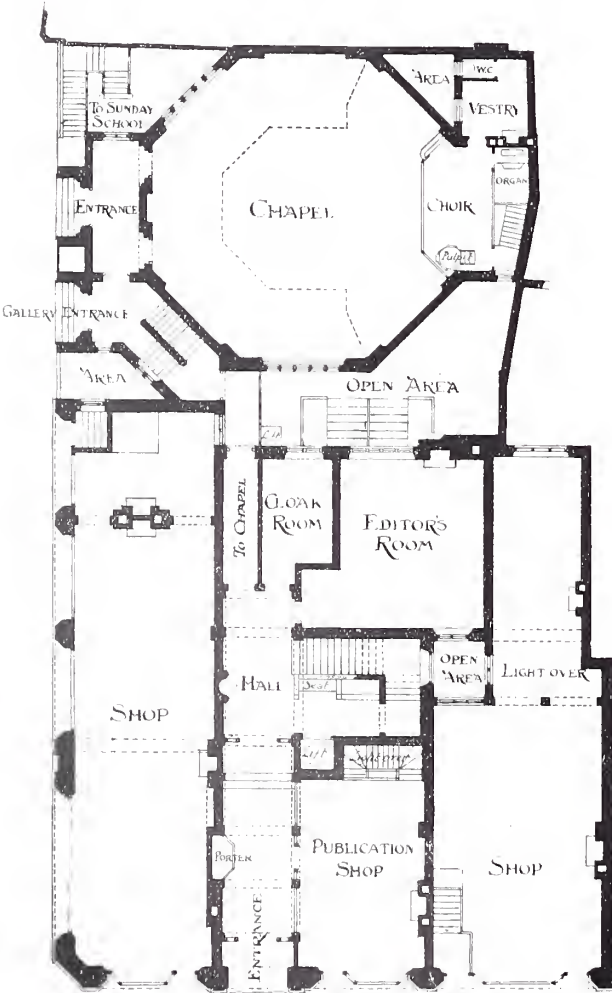 AREA
W.C
VESTRY
TO SUNDAY
SCHOOL
ORGAN
ENTRANCE
CHAPEL
CHOIR
Pulpit
GALLERY ENTRANCE
AREA
OPEN AREA
TO CHAPEL
CLOAK
ROOM
EDITOR'S
ROOM
OPEN
AREA
LIGHT OVER
HALL
Seat
SHOP
Lift
PUBLICATION
SHOP
SHOP
PORTER
ENTRANCE